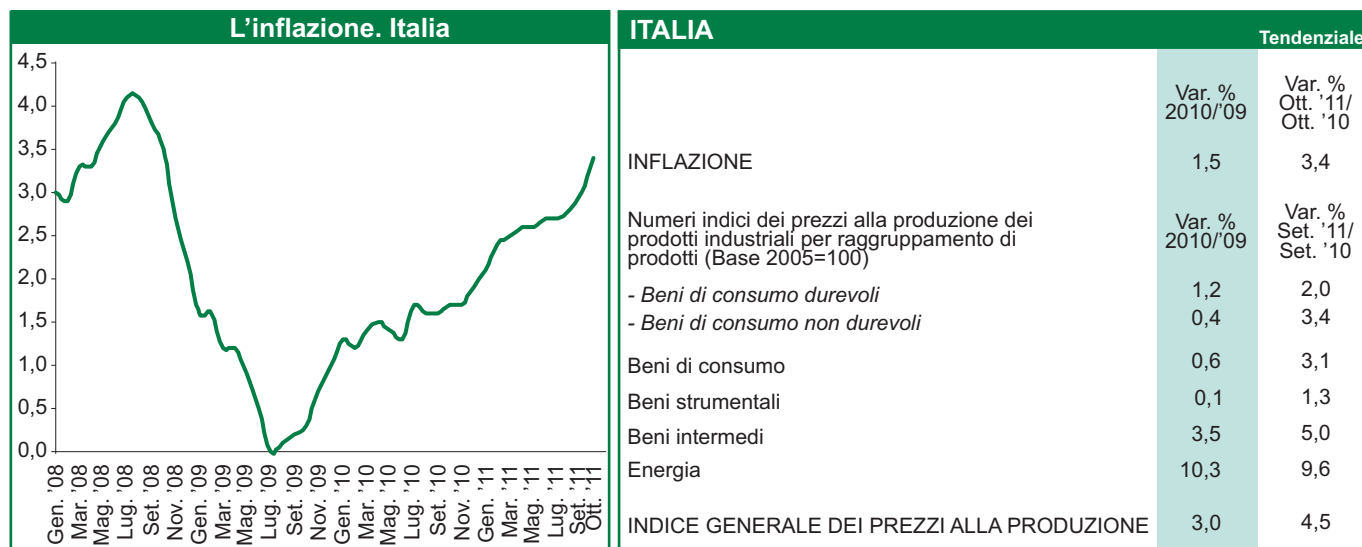 L’inflazione. Italia
4,5
4,0
3,5
3,0
2,5
2,0
1,5
1,0
0,5
0,0
Gen. ’08
Mar. ’08
Mag. ’08
Lug. ’08
Set. ’08
Nov. ’08
Gen. ’09
Mar. ’09
Mag. ’09
Lug. ’09
Set. ’09
Nov. ’09
Gen. ’10
Mar. ’10
Mag. ’10
Lug. ’10
Set. ’10
Nov. ’10
Gen. ’11
Mar. ’11
Mag. ’11
Lug. ’11
Set. ’11
Ott. ’11
ITALIA
Tendenziale
Var. %
2010/’09
Var. %
Ott. ’11/
Ott. ’10
INFLAZIONE 1,5 3,4
Numeri indici dei prezzi alla produzione dei
prodotti industriali per raggruppamento di
prodotti (Base 2005=100)
Var. %
2010/’09
Var. %
Set. ’11/
Set. ’10
- Beni di consumo durevoli 1,2 2,0
- Beni di consumo non durevoli 0,4 3,4
Beni di consumo 0,6 3,1
Beni strumentali 0,1 1,3
Beni intermedi 3,5 5,0
Energia 10,3 9,6
INDICE GENERALE DEI PREZZI ALLA PRODUZIONE 3,0 4,5